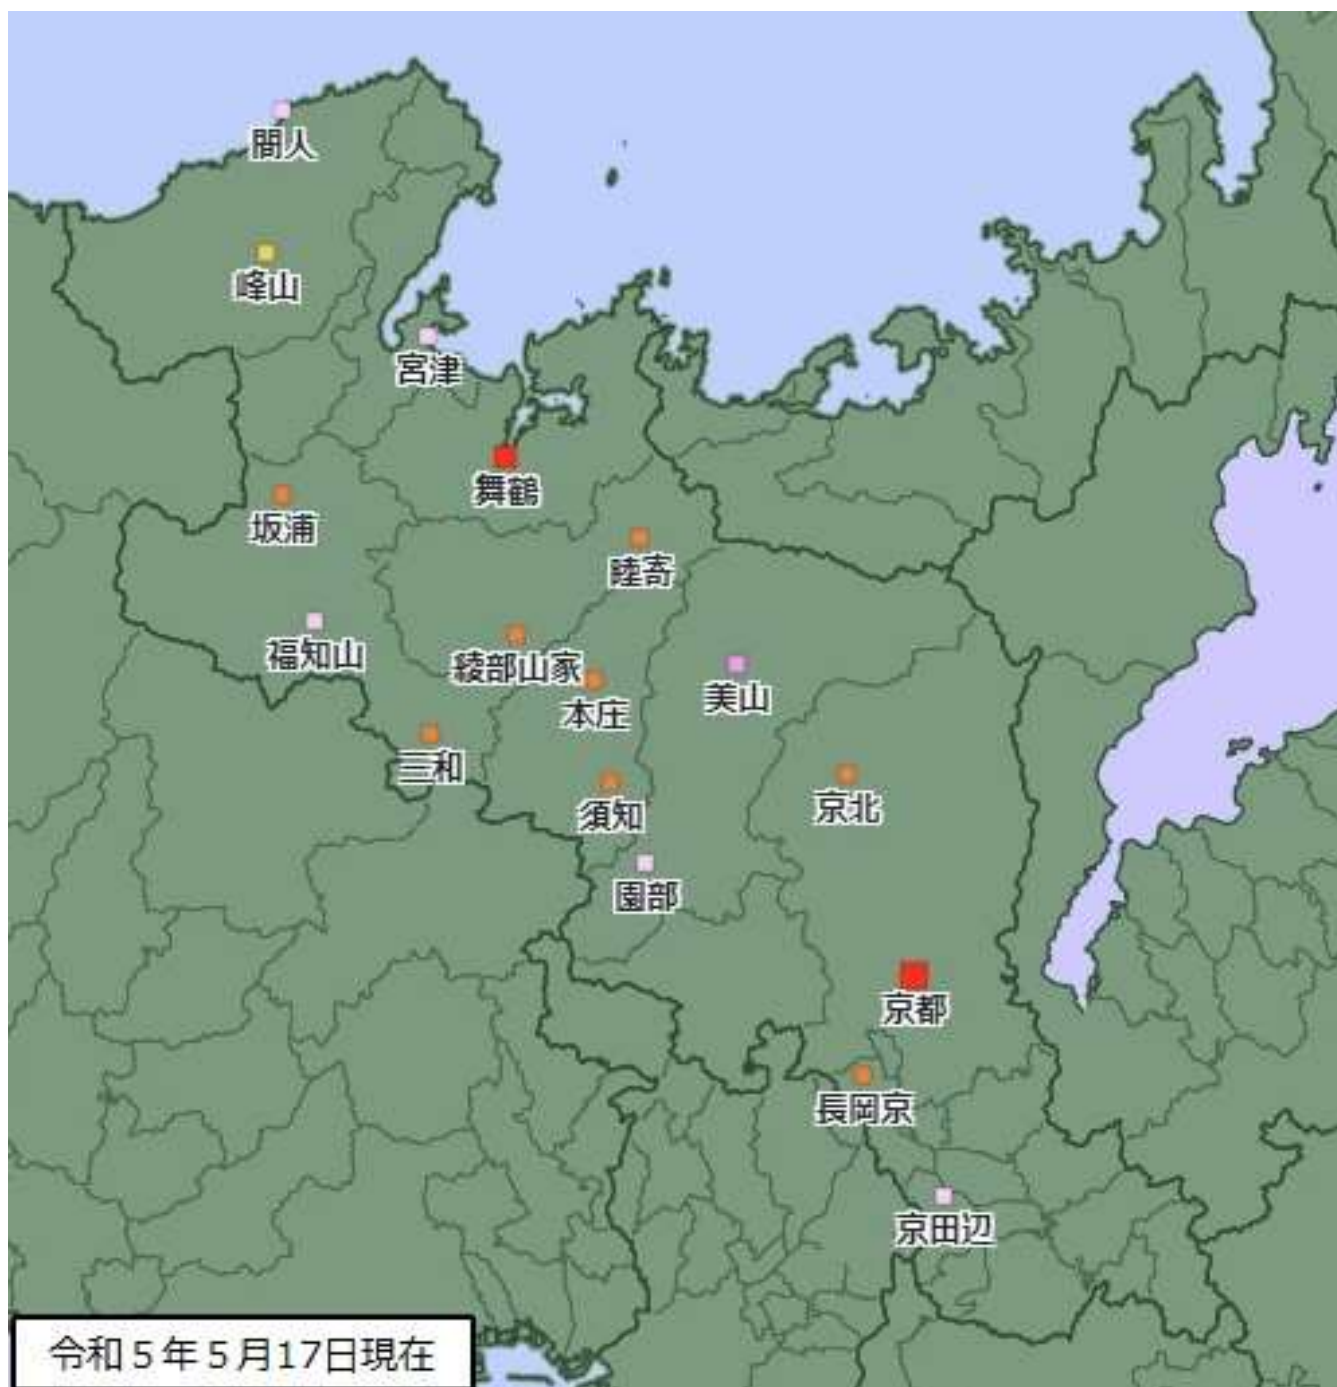 間人
峰山
宮津
舞鶴
坂浦
睦寄
福知山
綾部山家
美山
本庄
三和
京北
須知
園部
京都
長岡京
京田辺
令和５年５月17日現在